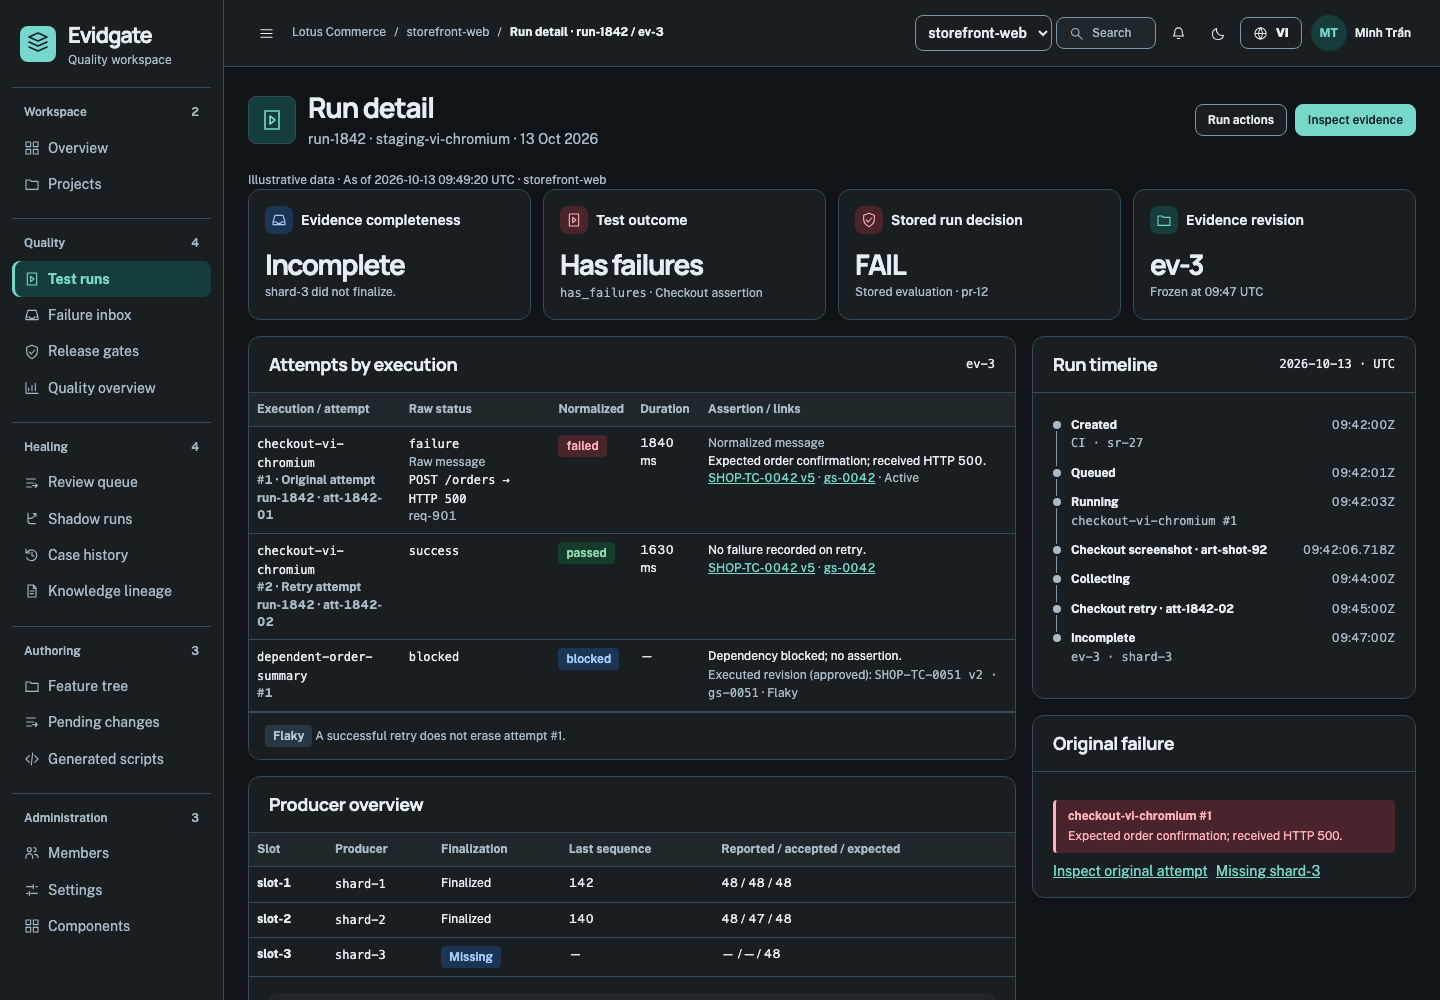 Evidgate
Quality workspace
Workspace 2
Overview
Projects
Quality 4
Test runs
Failure inbox
Release gates
Quality overview
Healing 4
Review queue
Shadow runs
Case history
Knowledge lineage
Authoring 3
Feature tree
Pending changes
Generated scripts
Administration 3
Members
Settings
Components
Lotus Commerce / storefront-web / Run detail · run-1842 / ev-3
storefront-web
Search
VI
MT
Minh Trần
Run detail
run-1842 · staging-vi-chromium · 13 Oct 2026
Run actions
Inspect evidence
Illustrative data · As of 2026-10-13 09:49:20 UTC · storefront-web
Evidence completeness
Incomplete
shard-3 did not finalize.
Test outcome
Has failures
has_failures · Checkout assertion
Stored run decision
FAIL
Stored evaluation · pr-12
Evidence revision
ev-3
Frozen at 09:47 UTC
Attempts by execution ev-3
Execution / attempt Raw status Normalized Duration Assertion / links
checkout-vi-
chromium
#1 · Original attempt
run-1842 · att-1842-
01
failure
Raw message
POST /orders →
HTTP 500
req-901
failed
1840
ms
Normalized message
Expected order confirmation; received HTTP 500.
SHOP-TC-0042 v5 · gs-0042 · Active
checkout-vi-
chromium
#2 · Retry attempt
run-1842 · att-1842-
02
success
passed
1630
ms
No failure recorded on retry.
SHOP-TC-0042 v5 · gs-0042
dependent-order-
summary
#1
blocked
blocked
—
Dependency blocked; no assertion.
Executed revision (approved): SHOP-TC-0051 v2 ·
gs-0051 · Flaky
Flaky A successful retry does not erase attempt #1.
Producer overview
Slot Producer Finalization Last sequence Reported / accepted / expected
slot-1 shard-1 Finalized 142 48 / 48 / 48
slot-2 shard-2 Finalized 140 48 / 47 / 48
slot-3 shard-3 Missing — — / — / 48
Run timeline 2026-10-13 · UTC
Created 09:42:00Z
CI · sr-27
Queued 09:42:01Z
Running 09:42:03Z
checkout-vi-chromium #1
Checkout screenshot · art-shot-92 09:42:06.718Z
Collecting 09:44:00Z
Checkout retry · att-1842-02 09:45:00Z
Incomplete 09:47:00Z
ev-3 · shard-3
Original failure
checkout-vi-chromium #1
Expected order confirmation; received HTTP 500.
Inspect original attempt Missing shard-3